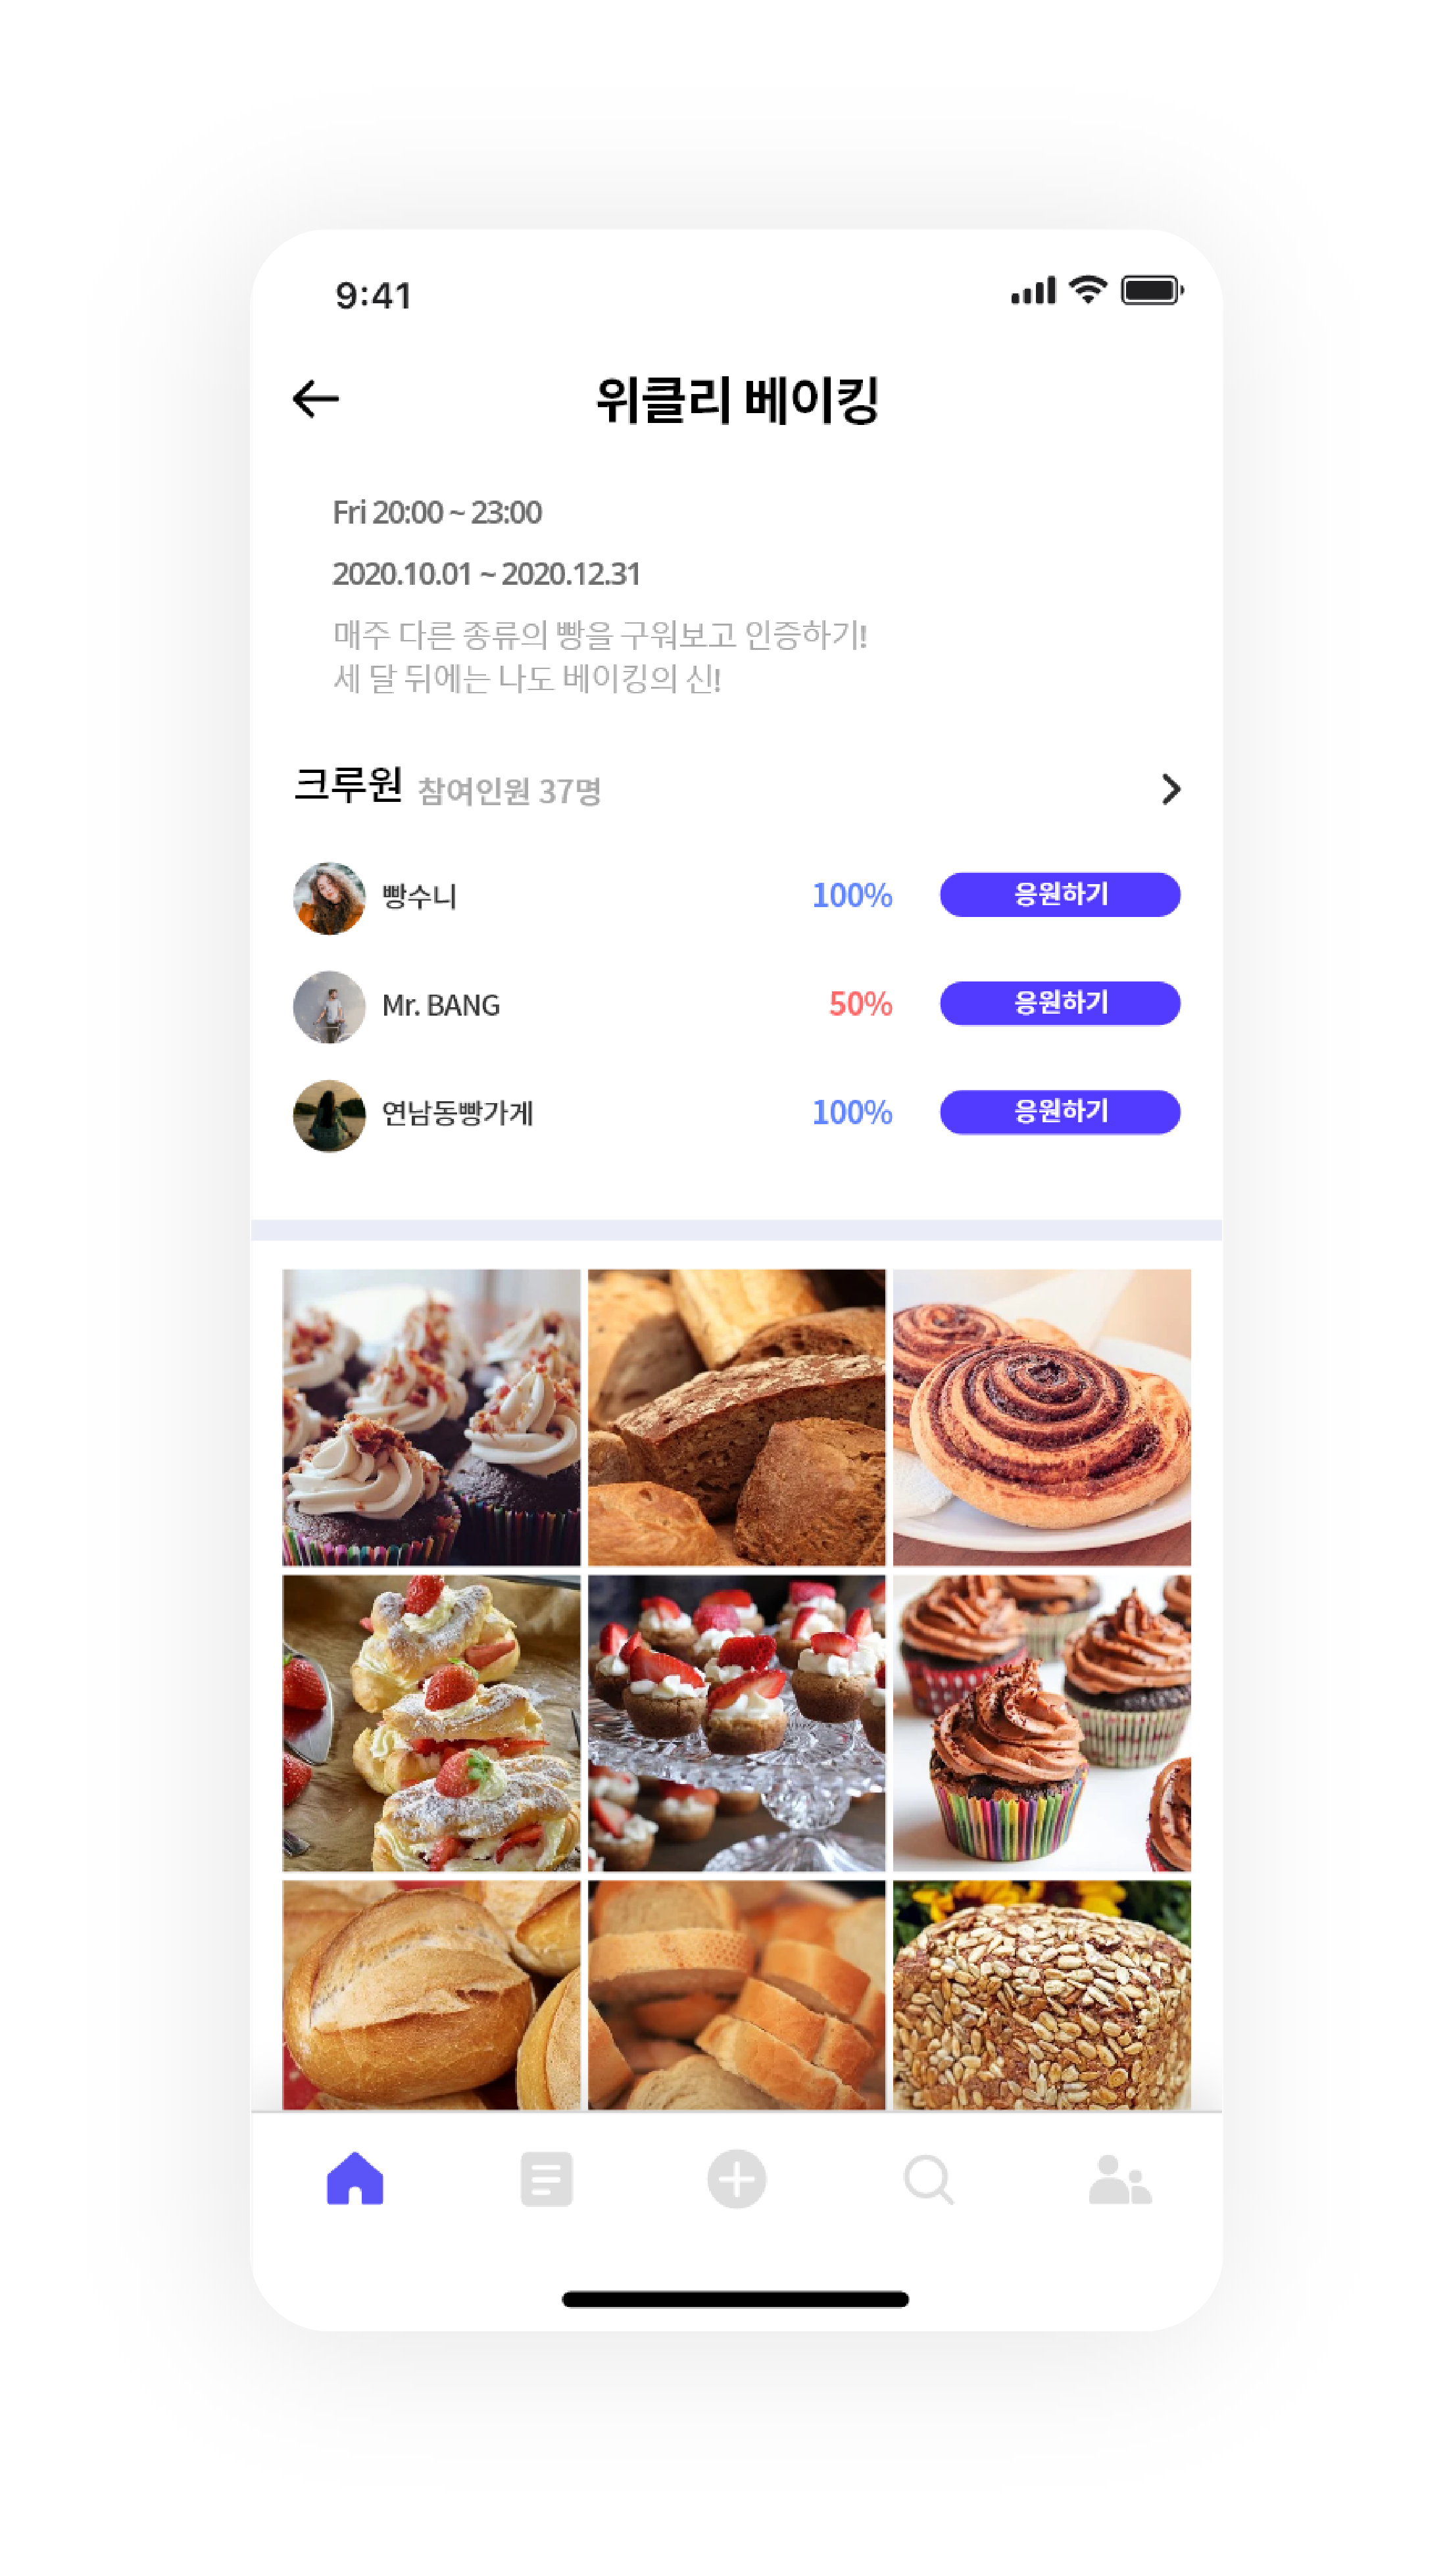 9:41
위클리 베이킹
Fri 20:00 ~ 23:00
2020.10.01 ~ 2020.12.31
매주 다른 종류의 빵을 구워보고 인증하기!
세 달 뒤에는 나도 베이킹의 신!
크루원 참여인원 37명
빵수니 100% 응원하기
Mr. BANG 50% 응원하기
연남동빵가게 100% 응원하기